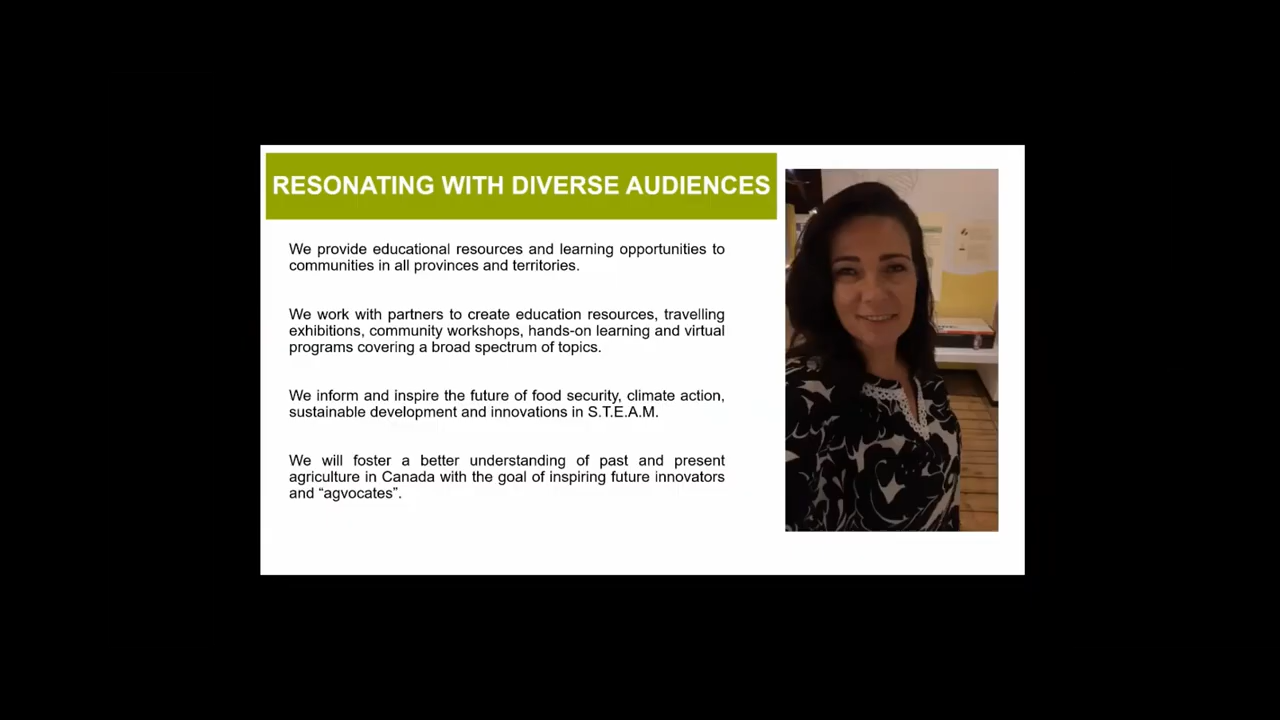 RESONATING WITH DIVERSE AUDIENCES
We provide educational resources and learning opportunities to
communities in all provinces and territories.
We work with partners to create education resources, travelling
exhibitions, community workshops, hands-on learning and virtual
programs covering a broad spectrum of topics.
We inform and inspire the future of food security, climate action,
sustainable development and innovations in S.T.E.A.M.
We will foster a better understanding of past and present
agriculture in Canada with the goal of inspiring future innovators
and “agvocates”.